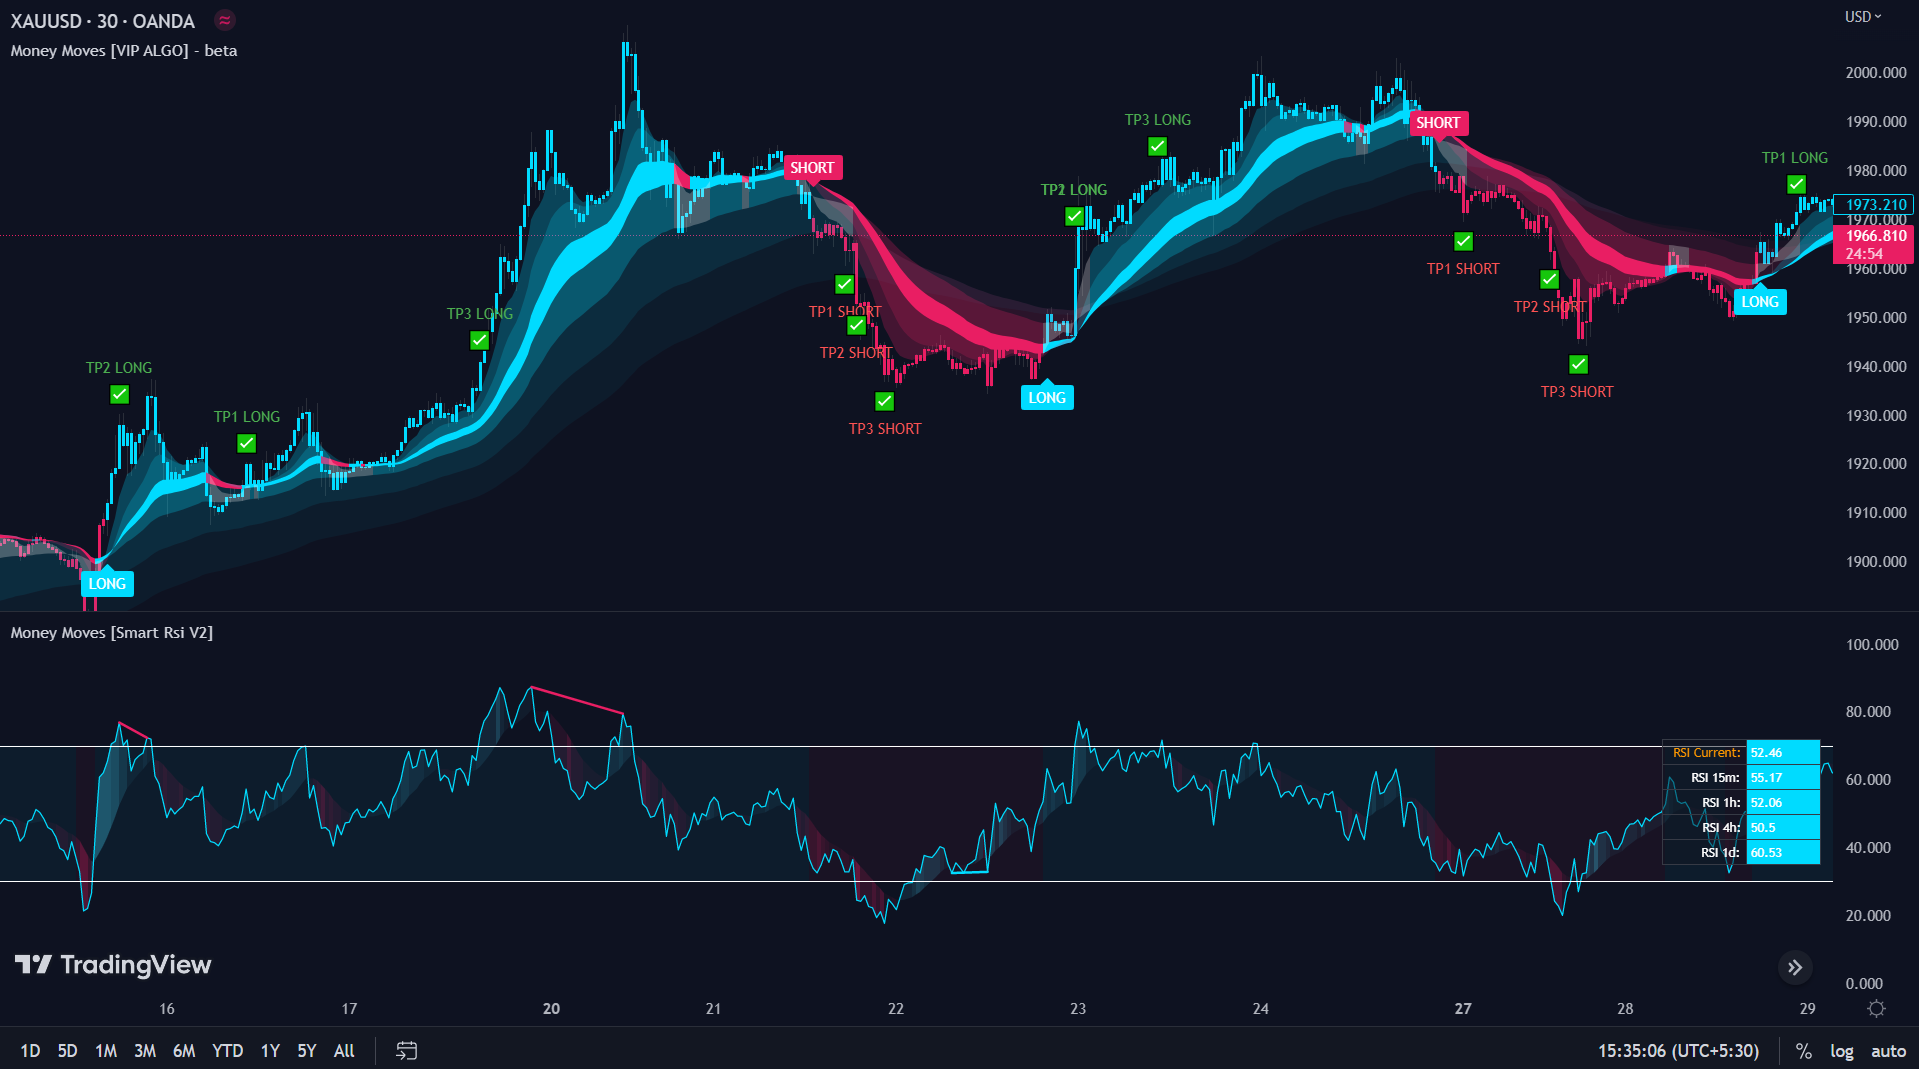 XAUUSD · 30 · OANDA
Money Moves [VIP ALGO] - beta
USD
2000.000
1990.000
1980.000
1973.210
1970.000
1966.810
24:54
1960.000
1950.000
1940.000
1930.000
1920.000
1910.000
1900.000
TP3 LONG
SHORT
TP1 LONG
SHORT
TP2 LONG
TP1 SHORT
TP3 LONG
TP1 SHORT
TP2 SHORT
LONG
TP2 SHORT
TP2 LONG
TP3 SHORT
LONG
TP1 LONG
TP3 SHORT
LONG
Money Moves [Smart Rsi V2]
100.000
80.000
60.000
40.000
20.000
0.000
RSI Current: 52.46
RSI 15m: 55.17
RSI 1h: 52.06
RSI 4h: 50.5
RSI 1d: 60.53
TradingView
16 17 20 21 22 23 24 27 28 29
1D 5D 1M 3M 6M YTD 1Y 5Y All
15:35:06 (UTC+5:30) % log auto